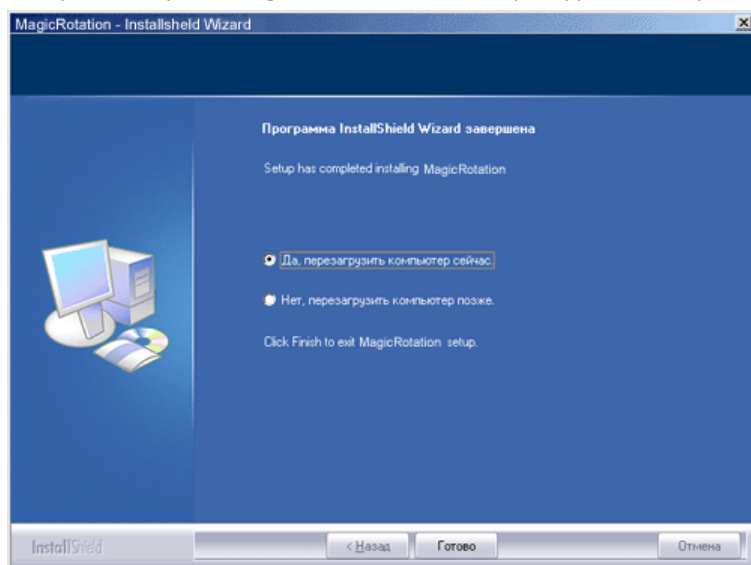 MagicRotation - Installsheld Wizard
Программа InstallShield Wizard завершена
Setup has completed installing MagicRotation
Да, перезагрузить компьютер сейчас.
Нет, перезагрузить компьютер позже.
Click Finish to exit MagicRotation setup.
InstallShield
< Назад
Готово
Отмена